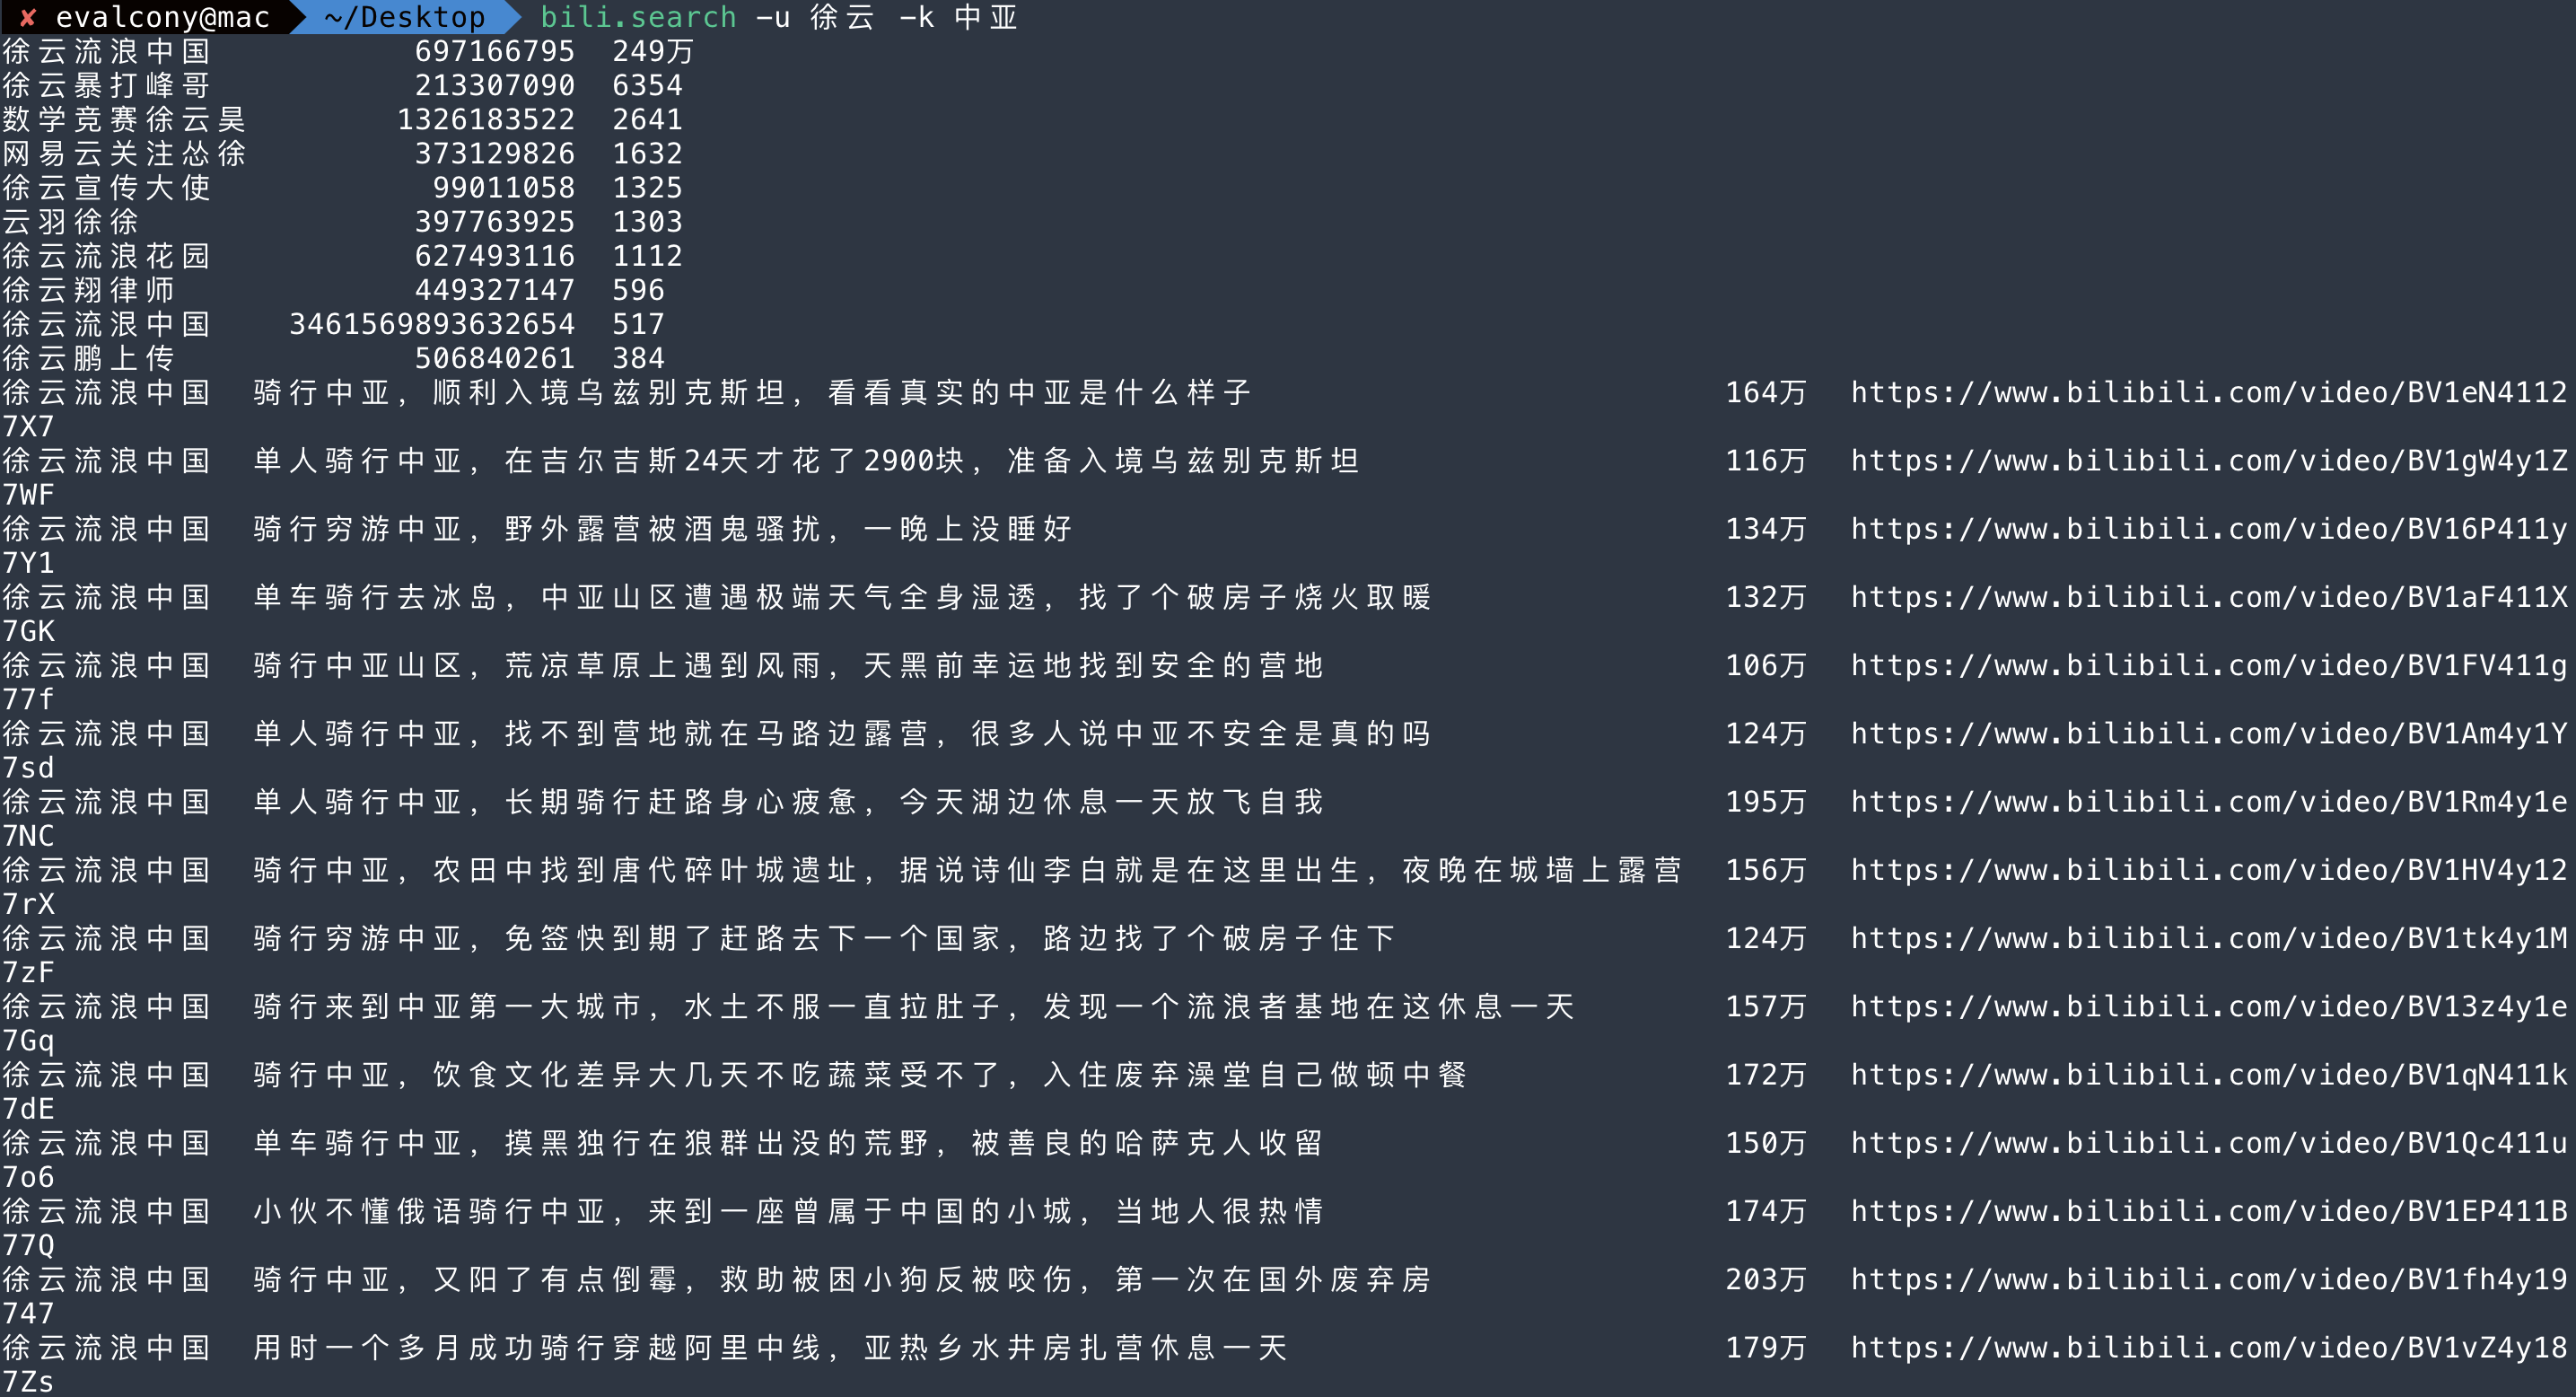 ✘ evalcony@mac ~/Desktop bili.search -u 徐云 -k 中亚
徐云流浪中国 697166795 249万
徐云暴打峰哥 213307090 6354
数学竞赛徐云昊 1326183522 2641
网易云关注怂徐 373129826 1632
徐云宣传大使 99011058 1325
云羽徐徐 397763925 1303
徐云流浪花园 627493116 1112
徐云翔律师 449327147 596
徐云流浪中国 3461569893632654 517
徐云鹏上传 506840261 384
徐云流浪中国 骑行中亚，顺利入境乌兹别克斯坦，看看真实的中亚是什么样子 164万 https://www.bilibili.com/video/BV1eN4112
7X7
徐云流浪中国 单人骑行中亚，在吉尔吉斯24天才花了2900块，准备入境乌兹别克斯坦 116万 https://www.bilibili.com/video/BV1gW4y1Z
7WF
徐云流浪中国 骑行穷游中亚，野外露营被酒鬼骚扰，一晚上没睡好 134万 https://www.bilibili.com/video/BV16P411y
7Y1
徐云流浪中国 单车骑行去冰岛，中亚山区遭遇极端天气全身湿透，找了个破房子烧火取暖 132万 https://www.bilibili.com/video/BV1aF411X
7GK
徐云流浪中国 骑行中亚山区，荒凉草原上遇到风雨，天黑前幸运地找到安全的营地 106万 https://www.bilibili.com/video/BV1FV411g
77f
徐云流浪中国 单人骑行中亚，找不到营地就在马路边露营，很多人说中亚不安全是真的吗 124万 https://www.bilibili.com/video/BV1Am4y1Y
7sd
徐云流浪中国 单人骑行中亚，长期骑行赶路身心疲惫，今天湖边休息一天放飞自我 195万 https://www.bilibili.com/video/BV1Rm4y1e
7NC
徐云流浪中国 骑行中亚，农田中找到唐代碎叶城遗址，据说诗仙李白就是在这里出生，夜晚在城墙上露营 156万 https://www.bilibili.com/video/BV1HV4y12
7rX
徐云流浪中国 骑行穷游中亚，免签快到期了赶路去下一个国家，路边找了个破房子住下 124万 https://www.bilibili.com/video/BV1tk4y1M
7zF
徐云流浪中国 骑行来到中亚第一大城市，水土不服一直拉肚子，发现一个流浪者基地在这休息一天 157万 https://www.bilibili.com/video/BV13z4y1e
7Gq
徐云流浪中国 骑行中亚，饮食文化差异大几天不吃蔬菜受不了，入住废弃澡堂自己做顿中餐 172万 https://www.bilibili.com/video/BV1qN411k
7dE
徐云流浪中国 单车骑行中亚，摸黑独行在狼群出没的荒野，被善良的哈萨克人收留 150万 https://www.bilibili.com/video/BV1Qc411u
7o6
徐云流浪中国 小伙不懂俄语骑行中亚，来到一座曾属于中国的小城，当地人很热情 174万 https://www.bilibili.com/video/BV1EP411B
77Q
徐云流浪中国 骑行中亚，又阳了有点倒霉，救助被困小狗反被咬伤，第一次在国外废弃房 203万 https://www.bilibili.com/video/BV1fh4y19
747
徐云流浪中国 用时一个多月成功骑行穿越阿里中线，亚热乡水井房扎营休息一天 179万 https://www.bilibili.com/video/BV1vZ4y18
7Zs